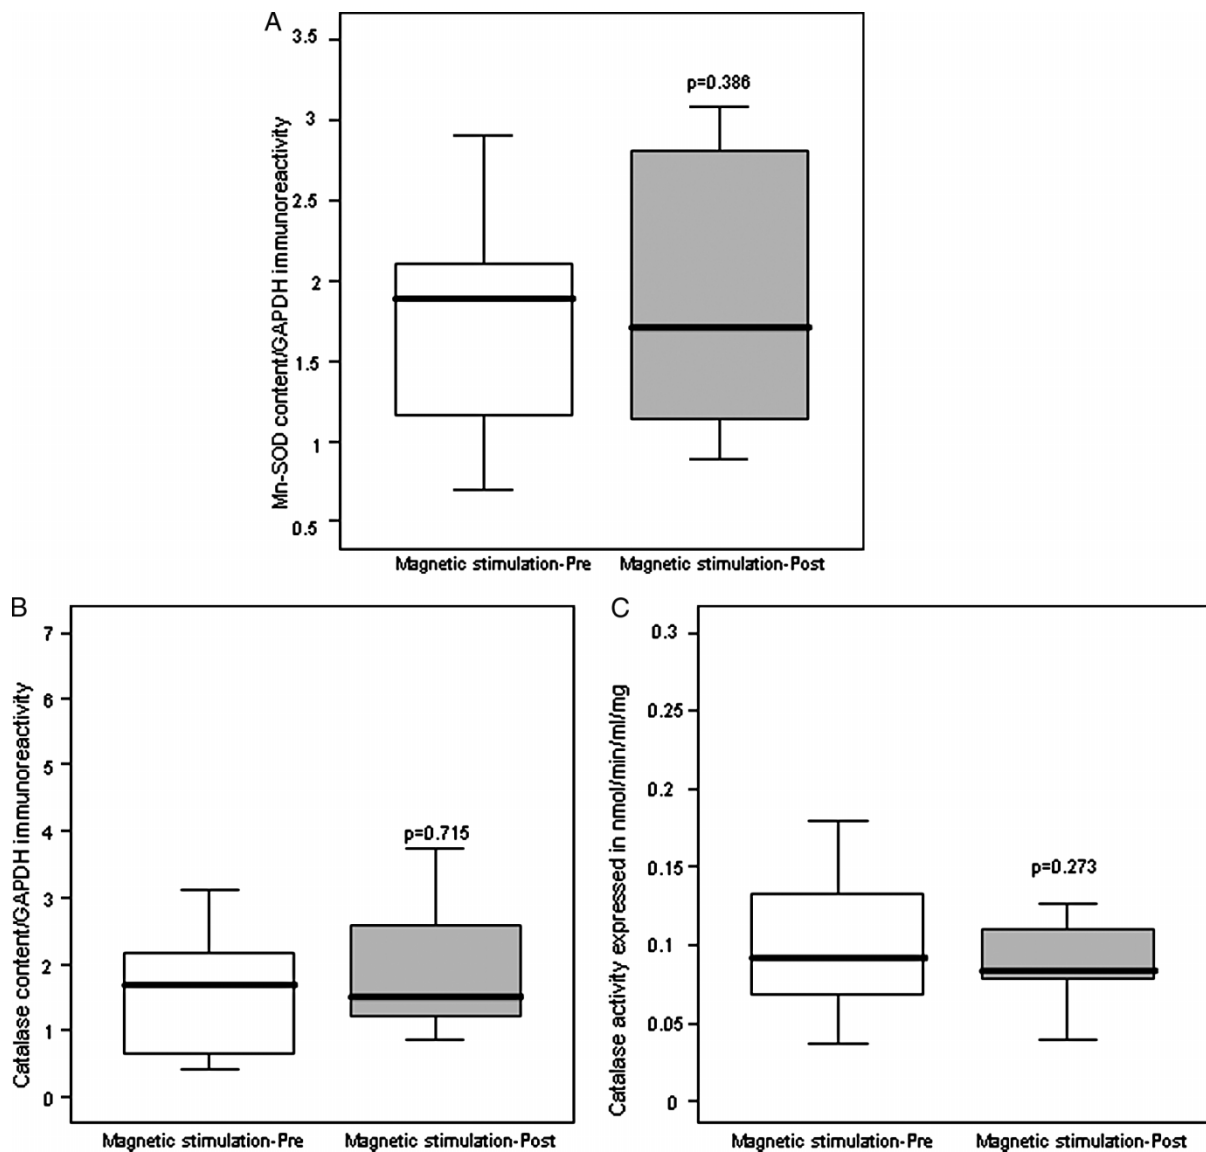 A
3.5
3
2.5
2
1.5
1
0.5
Mn-SOD content/GAPDH immunoreactivity
p=0.386
Magnetic stimulation-Pre
Magnetic stimulation-Post
B
7
6
5
4
3
2
1
0
Catalase content/GAPDH immunoreactivity
p=0.715
Magnetic stimulation-Pre
Magnetic stimulation-Post
C
0.3
0.25
0.2
0.15
0.1
0.05
0
Catalase activity expressed in nmol/min/ml/mg
p=0.273
Magnetic stimulation-Pre
Magnetic stimulation-Post